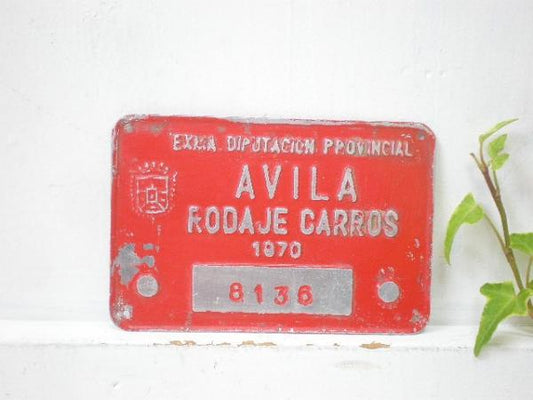 EXMA DIPUTACION PROVINCIAL
AVILA
RODAJE CARROS
1970
8136